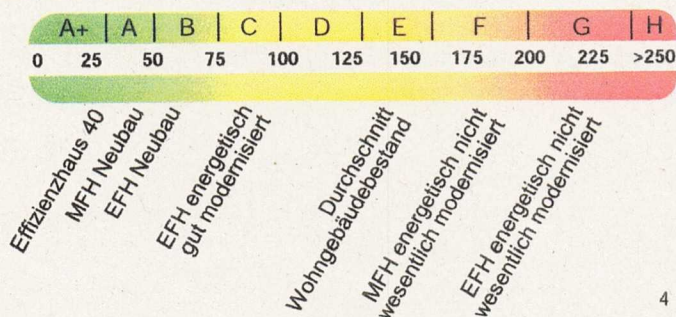 A+ A B C D E F G H
0 25 50 75 100 125 150 175 200 225 >250
Effizienzhaus 40
MFH Neubau
EFH Neubau
EFH energetisch
gut modernisiert
Durchschnitt
Wohngebäudebestand
MFH energetisch nicht
wesentlich modernisiert
EFH energetisch nicht
wesentlich modernisiert
4